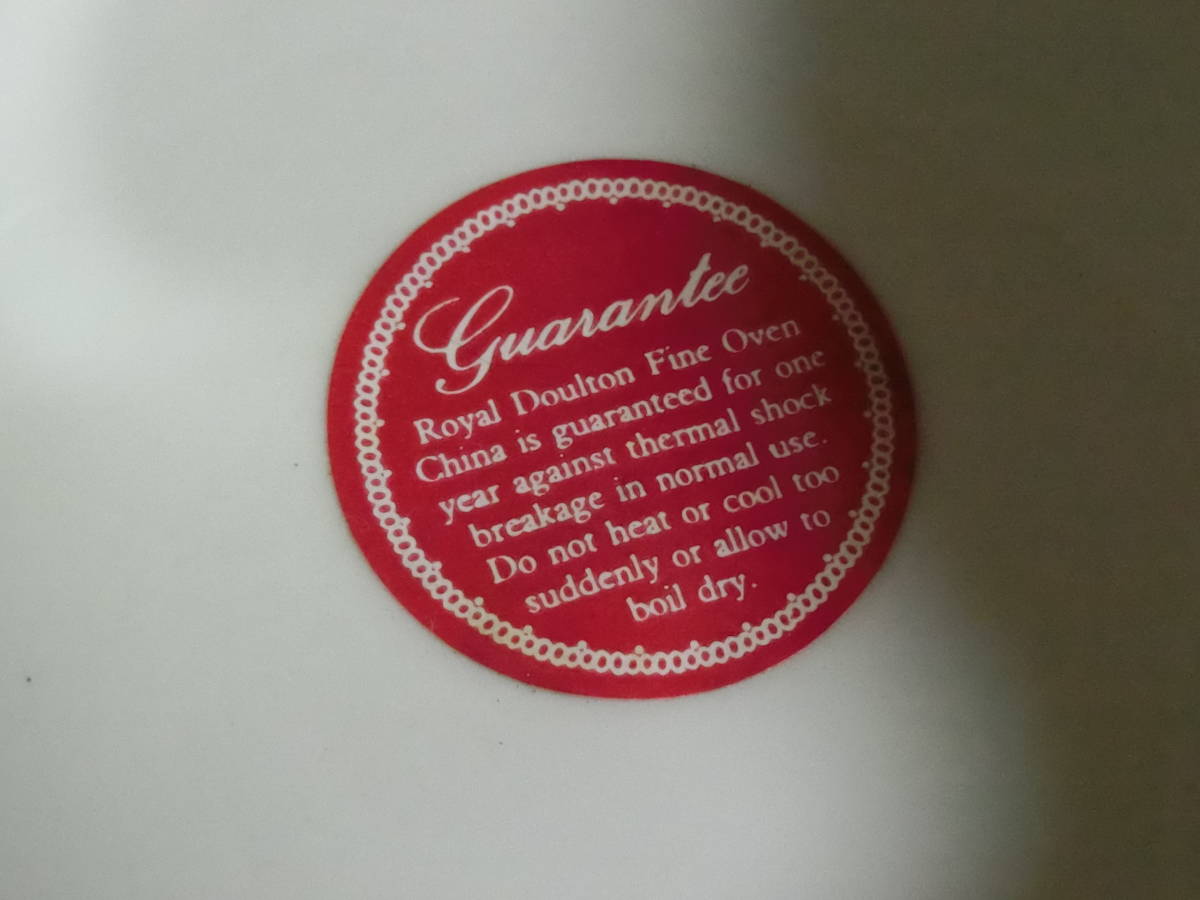 Guarantee
Royal Doulton Fine Oven
China is guaranteed for one
year against thermal shock
breakage in normal use.
Do not heat or cool too
suddenly or allow to
boil dry.